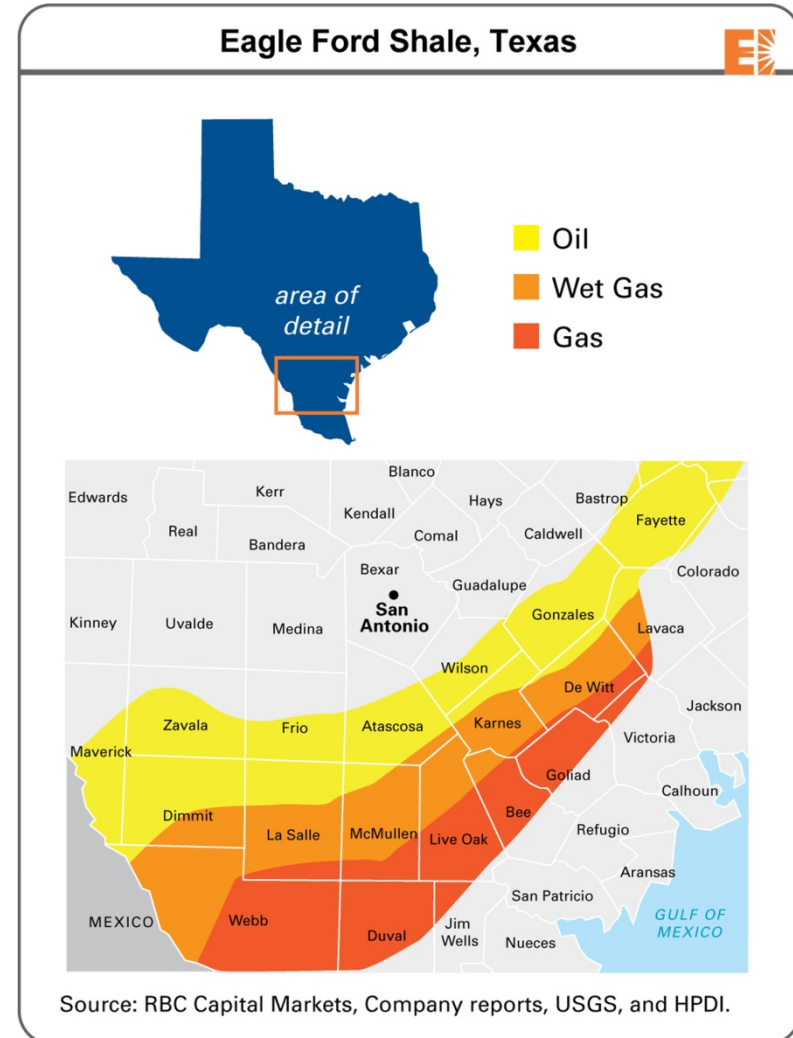 Eagle Ford Shale, Texas
E
area of
detail
Oil
Wet Gas
Gas
Blanco
Edwards
Kerr
Hays
Bastrop
Kendall
Fayette
Real
Comal
Caldwell
Bandera
Bexar
Colorado
Guadalupe
San
Antonio
Gonzales
Kinney
Uvalde
Medina
Lavaca
Wilson
De Witt
Jackson
Zavala
Frio
Atascosa
Karnes
Victoria
Maverick
Goliad
Calhoun
Dimmit
La Salle
McMullen
Live Oak
Bee
Refugio
Aransas
San Patricio
MEXICO
Webb
Duval
Jim
Wells
Nueces
GULF OF
MEXICO
Source: RBC Capital Markets, Company reports, USGS, and HPDI.